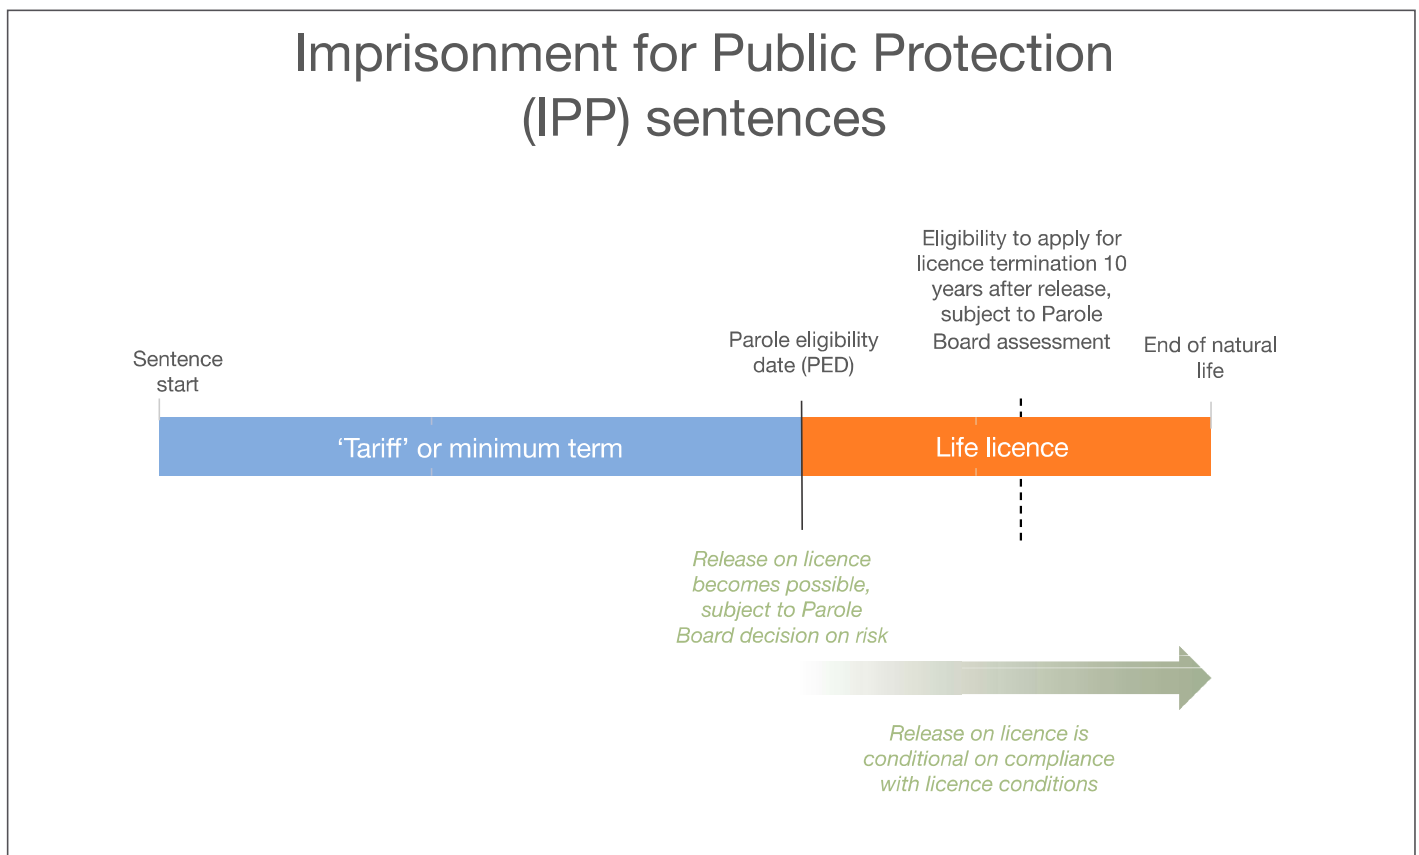 Imprisonment for Public Protection
(IPP) sentences
Eligibility to apply for
licence termination 10
years after release,
subject to Parole
Board assessment
Parole eligibility
date (PED)
End of natural
life
Sentence
start
‘Tariff’ or minimum term
Life licence
Release on licence
becomes possible,
subject to Parole
Board decision on risk
Release on licence is
conditional on compliance
with licence conditions